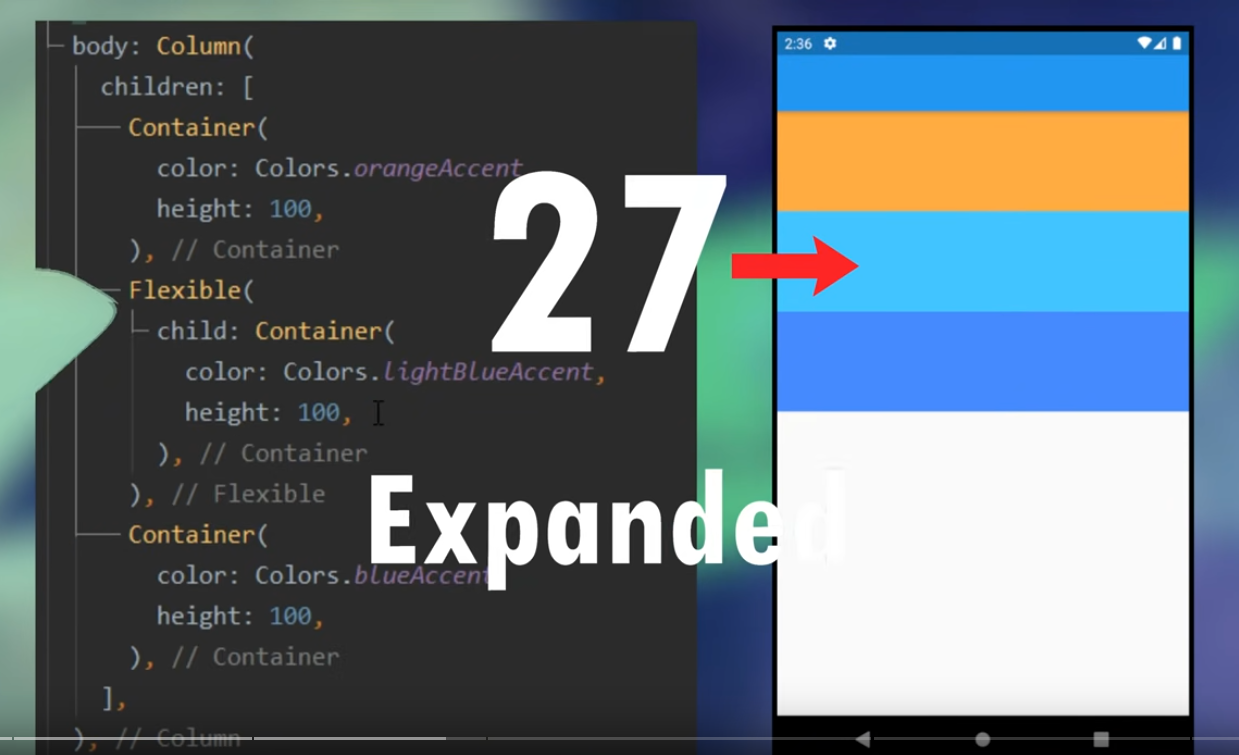 body: Column(
children: [
Container(
color: Colors.orangeAccent
height: 100,
), // Container
Flexible(
child: Container(
color: Colors.lightBlueAccent,
height: 100,
), // Container
), // Flexible
Container(
color: Colors.blueAccent
height: 100,
), // Container
],
), // Column
27
Expanded
2:36